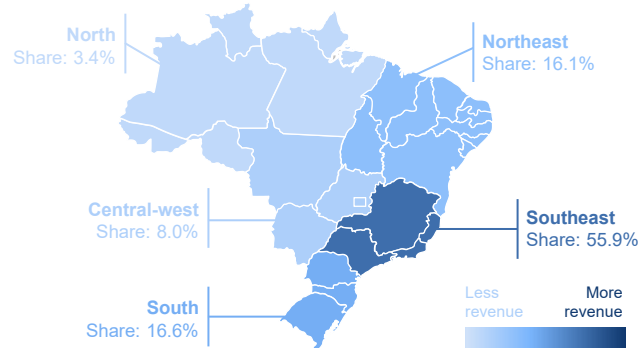 North
Share: 3.4%
Northeast
Share: 16.1%
Central-west
Share: 8.0%
Southeast
Share: 55.9%
South
Share: 16.6%
Less
revenue
More
revenue